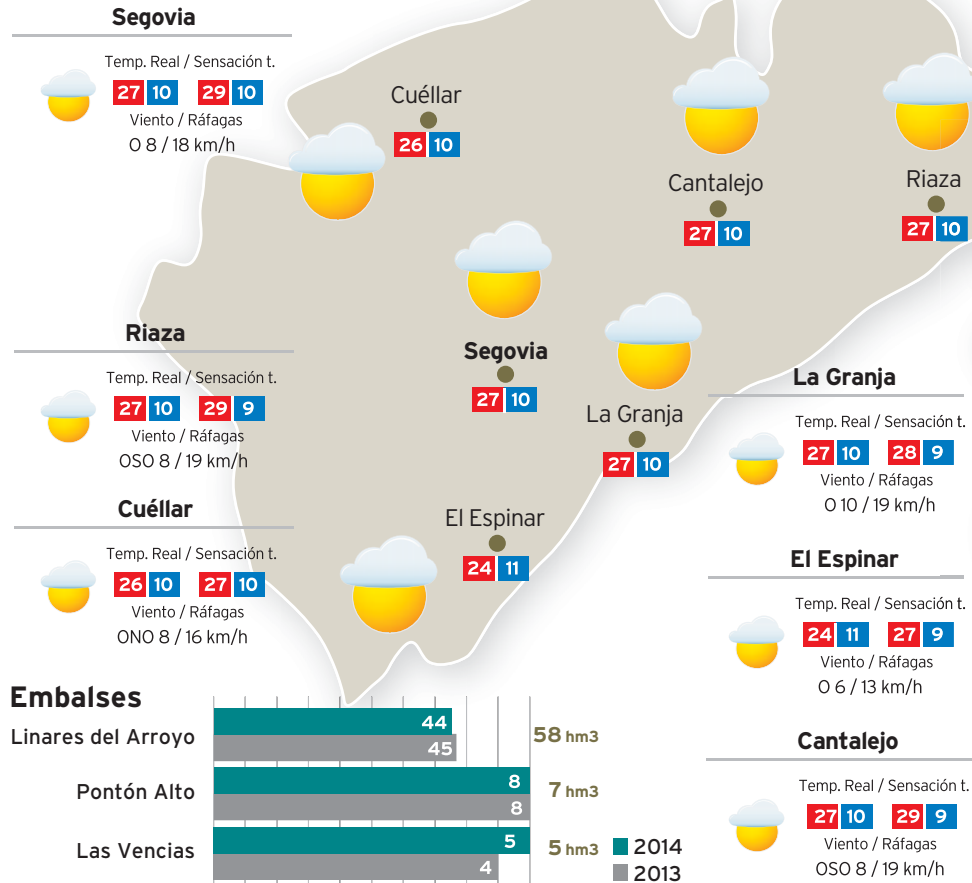 Segovia
Temp. Real / Sensación t.
27 10 29 10
Viento / Ráfagas
O 8 / 18 km/h
Cuéllar
26 10
Cantalejo
27 10
Riaza
27 10
Segovia
27 10
La Granja
27 10
El Espinar
24 11
Riaza
Temp. Real / Sensación t.
27 10 29 9
Viento / Ráfagas
OSO 8 / 19 km/h
Cuéllar
Temp. Real / Sensación t.
26 10 27 10
Viento / Ráfagas
ONO 8 / 16 km/h
La Granja
Temp. Real / Sensación t.
27 10 28 9
Viento / Ráfagas
O 10 / 19 km/h
El Espinar
Temp. Real / Sensación t.
24 11 27 9
Viento / Ráfagas
O 6 / 13 km/h
Cantalejo
Temp. Real / Sensación t.
27 10 29 9
Viento / Ráfagas
OSO 8 / 19 km/h
Embalses
Linares del Arroyo 44 45 58 hm3
Pontón Alto 8 8 7 hm3
Las Vencias 5 4 5 hm3
2014
2013